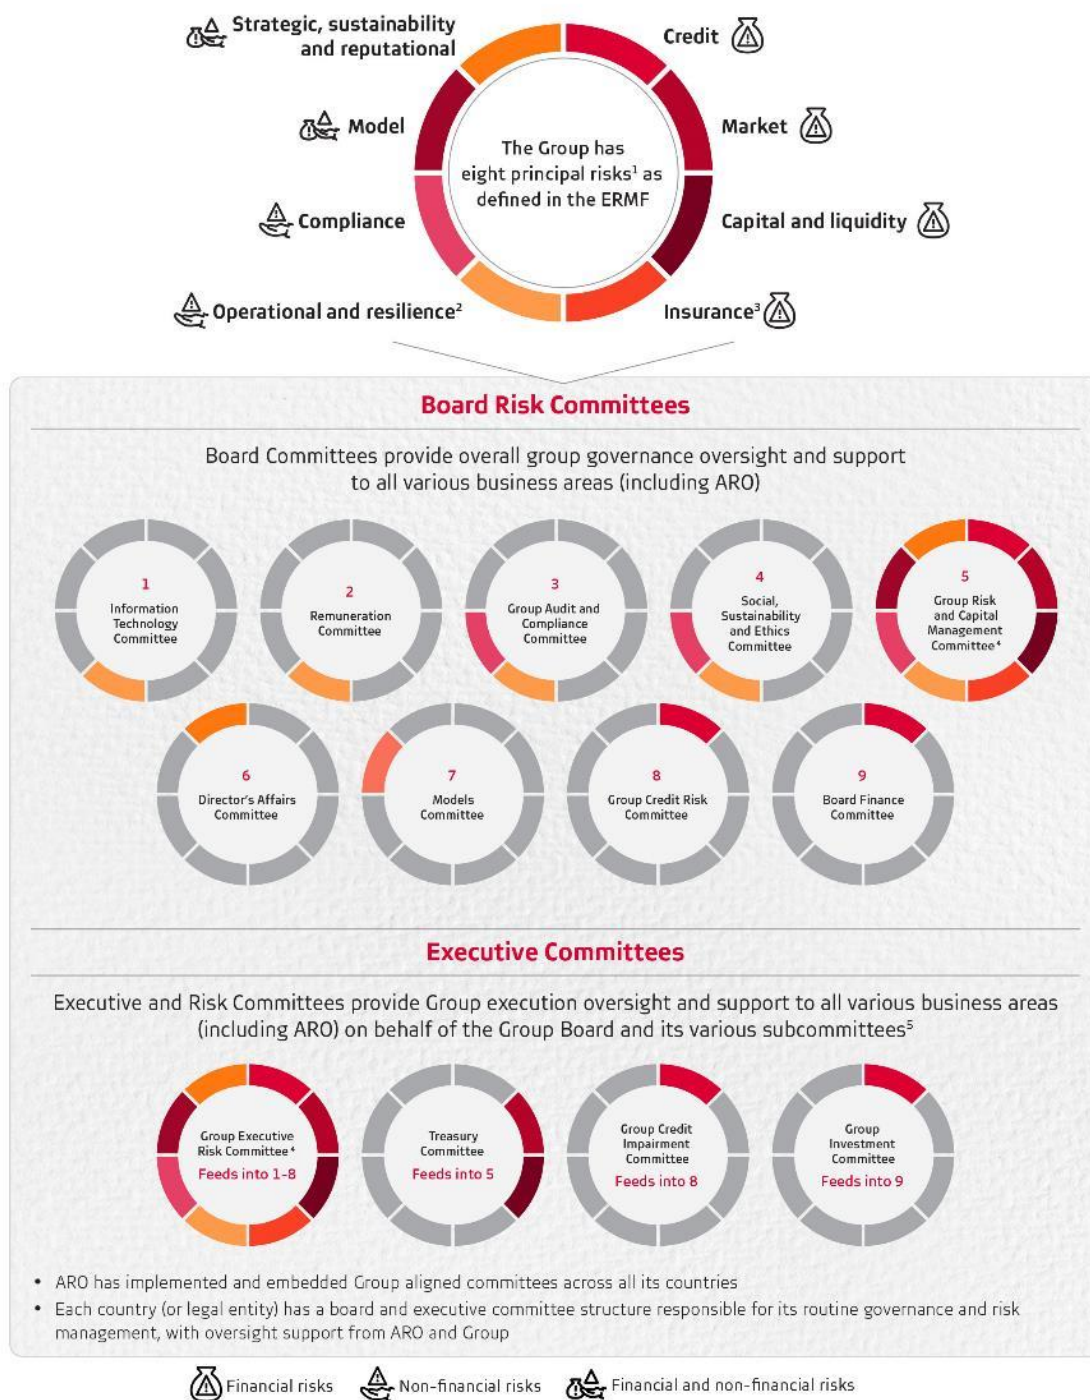 Strategic, sustainability
and reputational
Credit
Model
Market
The Group has
eight principal risks¹ as
defined in the ERMF
Compliance
Capital and liquidity
Operational and resilience²
Insurance³
Board Risk Committees
Board Committees provide overall group governance oversight and support
to all various business areas (including ARO)
1
Information
Technology
Committee
2
Remuneration
Committee
3
Group Audit and
Compliance
Committee
4
Social,
Sustainability
and Ethics
Committee
5
Group Risk
and Capital
Management
Committee⁴
6
Director's Affairs
Committee
7
Models
Committee
8
Group Credit Risk
Committee
9
Board Finance
Committee
Executive Committees
Executive and Risk Committees provide Group execution oversight and support to all various business areas
(including ARO) on behalf of the Group Board and its various subcommittees⁵
Group Executive
Risk Committee⁴
Feeds into 1-8
Treasury
Committee
Feeds into 5
Group Credit
Impairment
Committee
Feeds into 8
Group
Investment
Committee
Feeds into 9
• ARO has implemented and embedded Group aligned committees across all its countries
• Each country (or legal entity) has a board and executive committee structure responsible for its routine governance and risk
management, with oversight support from ARO and Group
Financial risks
Non-financial risks
Financial and non-financial risks